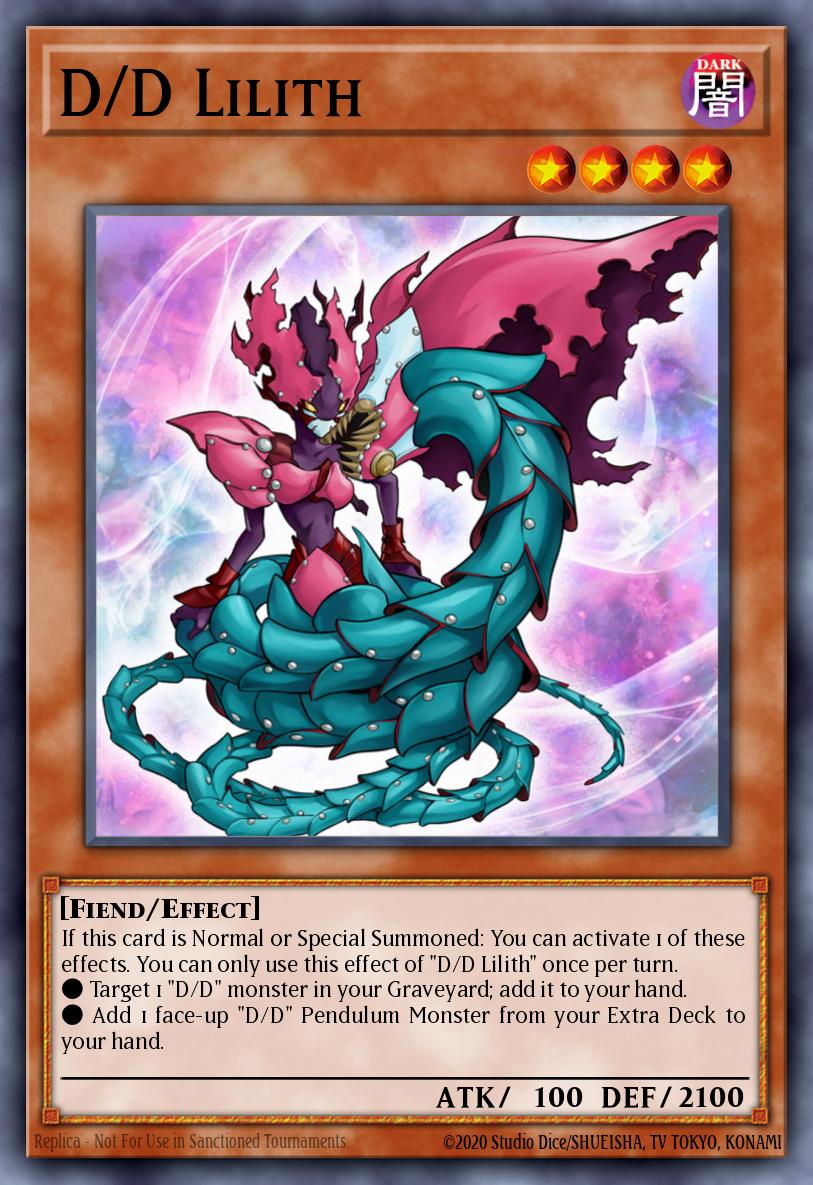 D/D Lilith
DARK
闇
[Fiend/Effect]
If this card is Normal or Special Summoned: You can activate 1 of these
effects. You can only use this effect of "D/D Lilith" once per turn.
● Target 1 "D/D" monster in your Graveyard; add it to your hand.
● Add 1 face-up "D/D" Pendulum Monster from your Extra Deck to
your hand.
ATK/ 100 DEF/2100
Replica - Not For Use in Sanctioned Tournaments.
©2020 Studio Dice/SHUEISHA, TV TOKYO, KONAMI